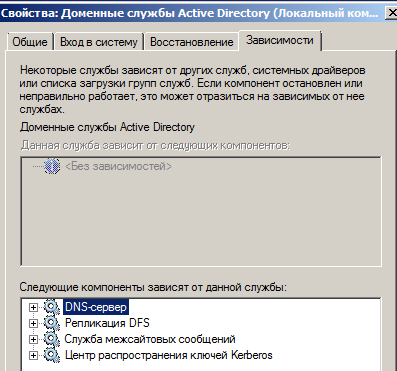 Свойства: Доменные службы Active Directory (Локальный ком...
Общие Вход в систему Восстановление Зависимости
Некоторые службы зависят от других служб, системных драйверов
или списка загрузки групп служб. Если компонент остановлен или
неправильно работает, это может отразиться на зависимых от нее
службах.
Доменные службы Active Directory
Данная служба зависит от следующих компонентов:
<Без зависимостей>
Следующие компоненты зависят от данной службы:
DNS-сервер
Репликация DFS
Служба межсайтовых сообщений
Центр распространения ключей Kerberos